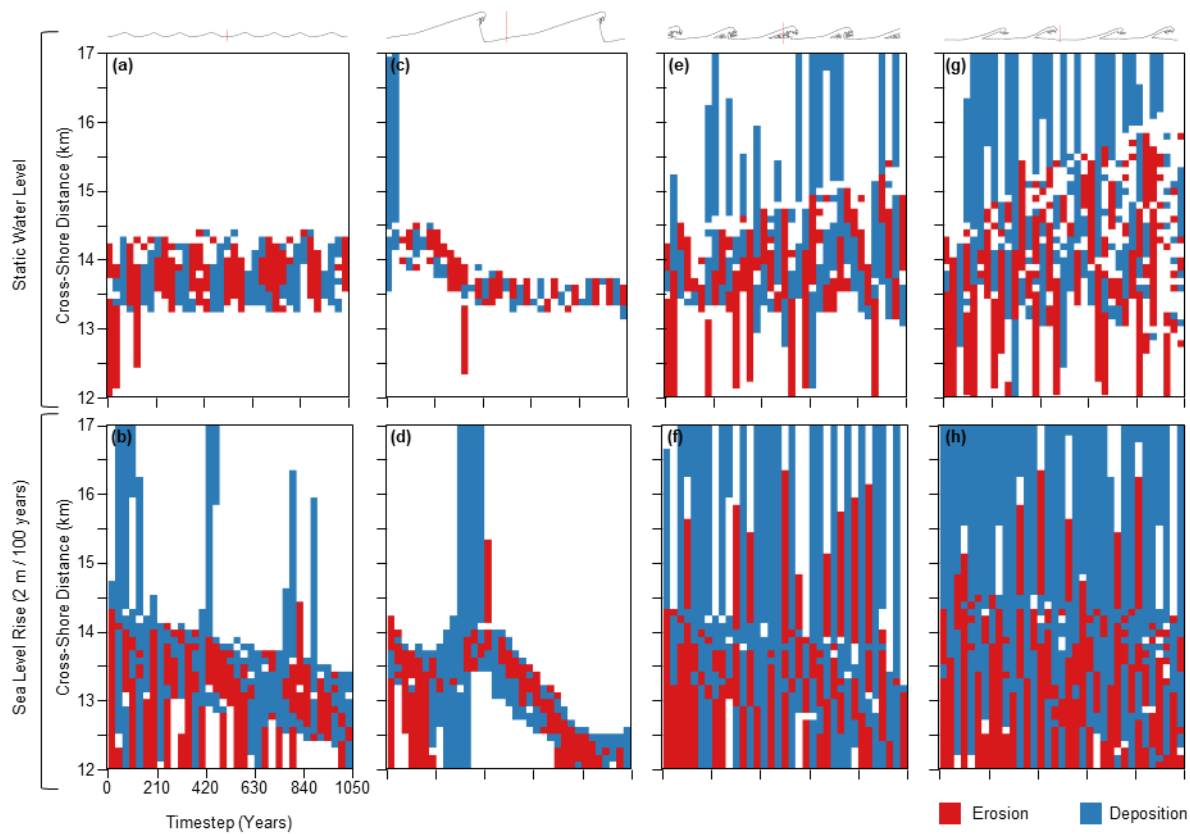 Static Water Level
Cross-Shore Distance (km)
17
16
15
14
13
12
(a)
(c)
(e)
(g)
Sea Level Rise (2 m / 100 years)
Cross-Shore Distance (km)
17
16
15
14
13
12
(b)
(d)
(f)
(h)
0 210 420 630 840 1050
Timestep (Years)
Erosion
Deposition